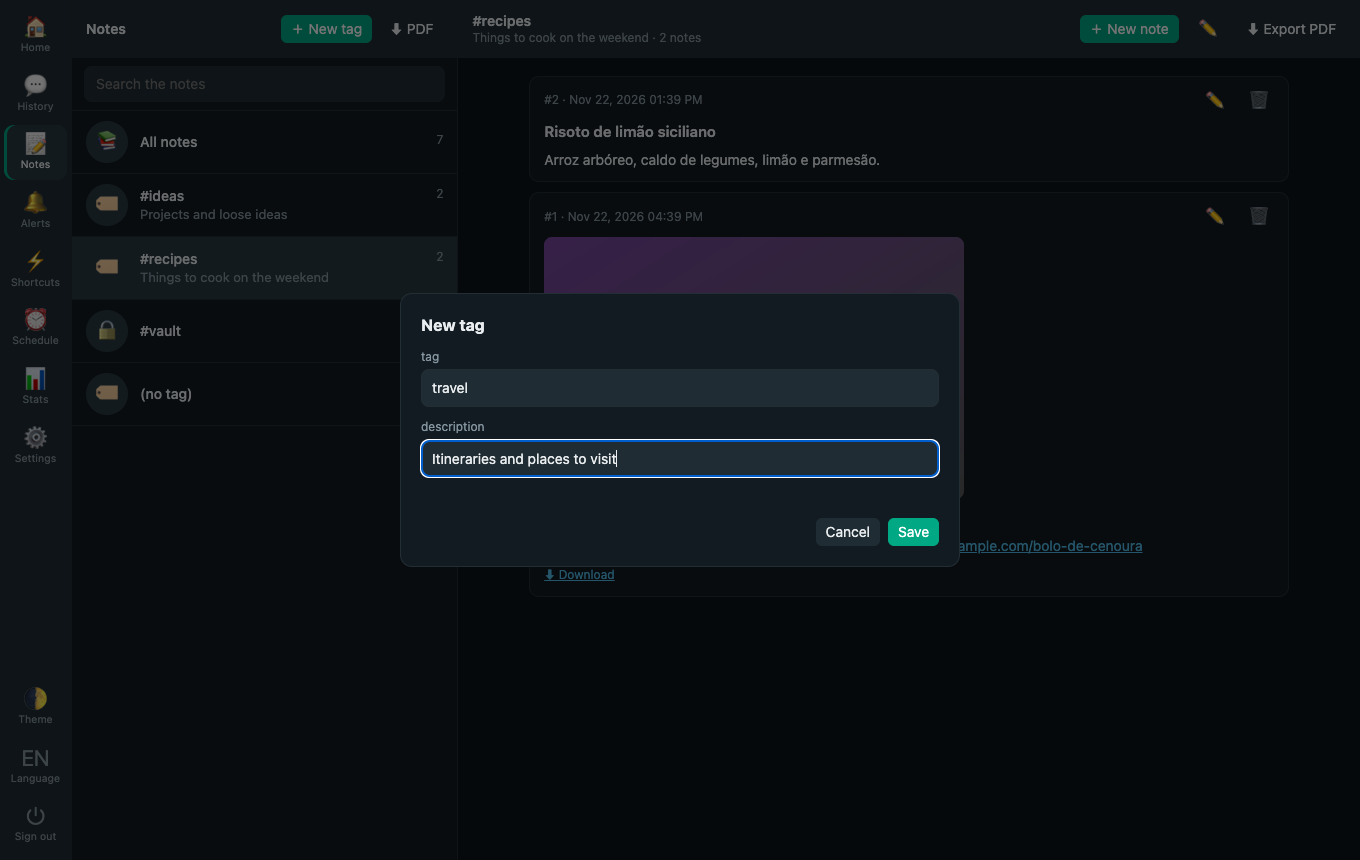 Home
History
Notes
Alerts
Shortcuts
Schedule
Stats
Settings
Theme
EN
Language
Sign out
Notes
+ New tag
⬇ PDF
Search the notes
All notes
7
#ideas
2
Projects and loose ideas
#recipes
2
Things to cook on the weekend
#vault
(no tag)
#recipes
Things to cook on the weekend · 2 notes
+ New note
⬇ Export PDF
#2 · Nov 22, 2026 01:39 PM
Risoto de limão siciliano
Arroz arbóreo, caldo de legumes, limão e parmesão.
#1 · Nov 22, 2026 04:39 PM
New tag
tag
travel
description
Itineraries and places to visit
Cancel
Save
ample.com/bolo-de-cenoura
⬇ Download